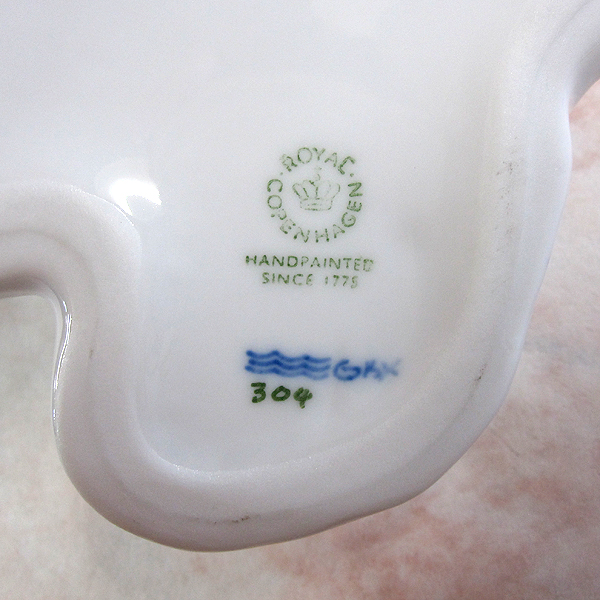 ROYAL COPENHAGEN
HANDPAINTED
SINCE 1775
304